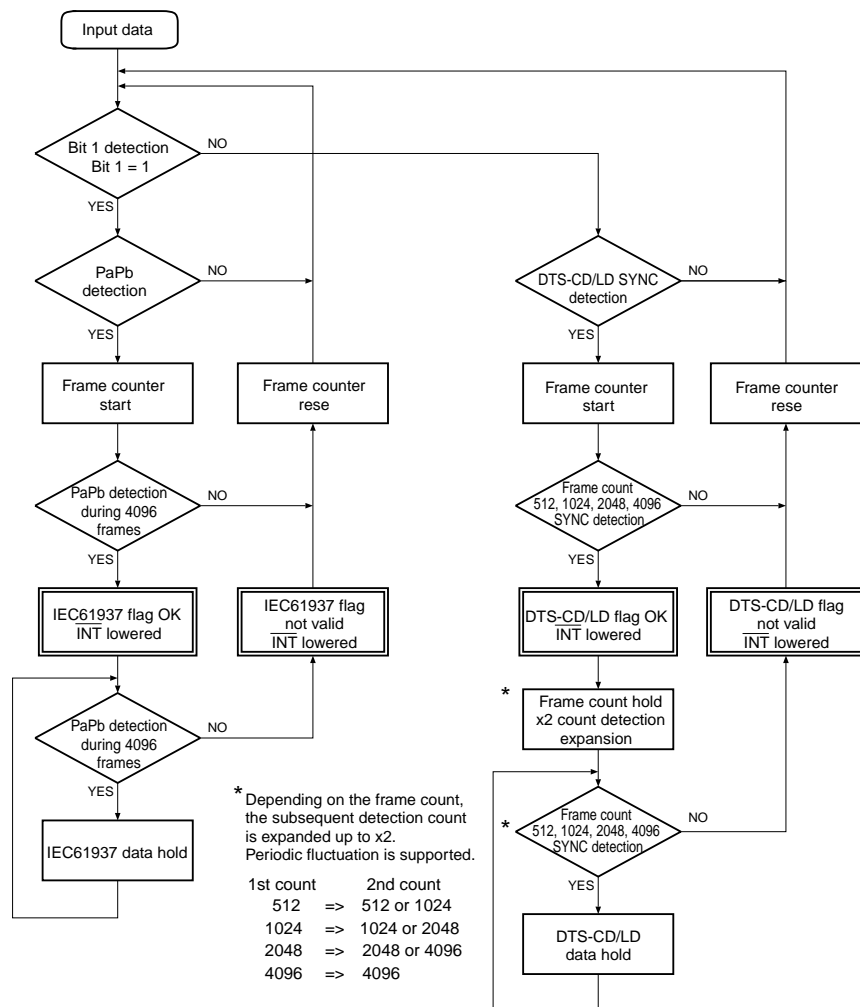 Input data
Bit 1 detection
Bit 1 = 1
NO
YES
PaPb
detection
NO
YES
Frame counter
start
Frame counter
rese
PaPb detection
during 4096
frames
NO
YES
IEC61937 flag OK
INT lowered
IEC61937 flag
not valid
INT lowered
PaPb detection
during 4096
frames
NO
YES
IEC61937 data hold
DTS-CD/LD SYNC
detection
NO
YES
Frame counter
start
Frame counter
rese
Frame count
512, 1024, 2048, 4096
SYNC detection
NO
YES
DTS-CD/LD flag OK
INT lowered
DTS-CD/LD flag
not valid
INT lowered
* Frame count hold
x2 count detection
expansion
* Frame count
512, 1024, 2048, 4096
SYNC detection
NO
YES
DTS-CD/LD
data hold
* Depending on the frame count,
the subsequent detection count
is expanded up to x2.
Periodic fluctuation is supported.
1st count 2nd count
512 => 512 or 1024
1024 => 1024 or 2048
2048 => 2048 or 4096
4096 => 4096